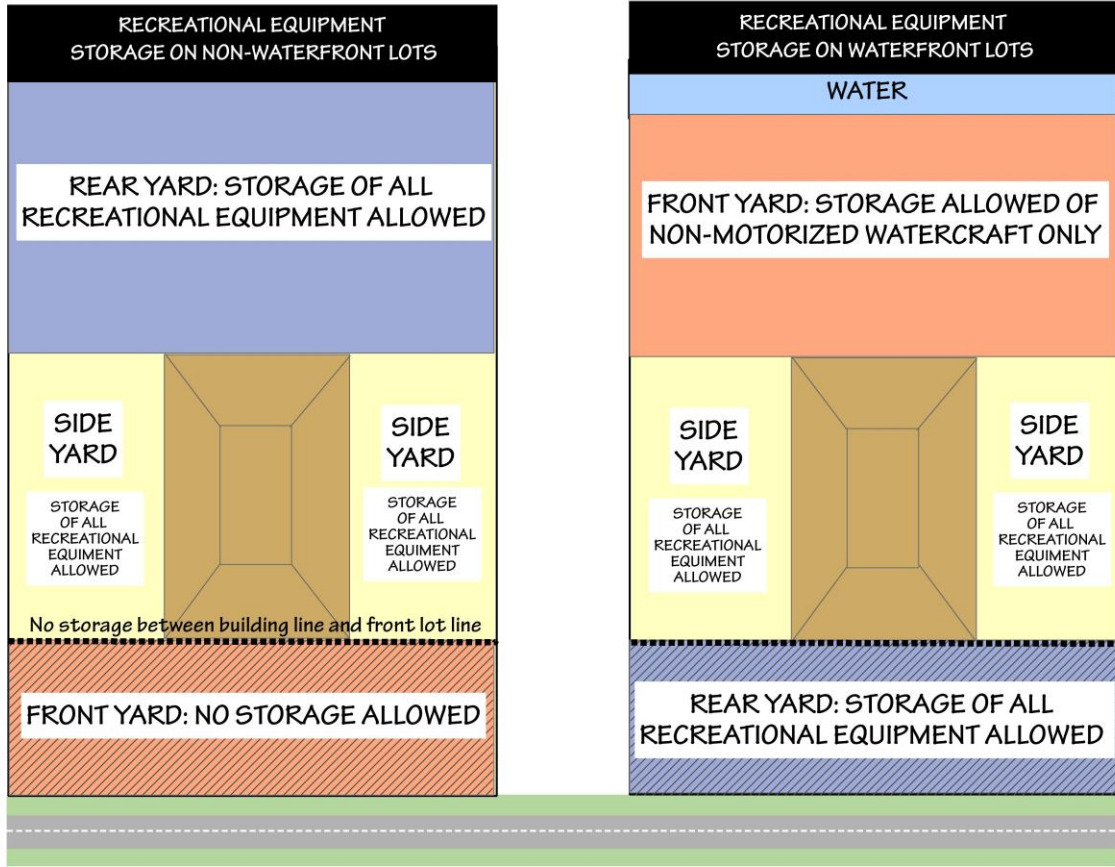 RECREATIONAL EQUIPMENT
STORAGE ON NON-WATERFRONT LOTS
REAR YARD: STORAGE OF ALL
RECREATIONAL EQUIPMENT ALLOWED
SIDE
YARD
STORAGE
OF ALL
RECREATIONAL
EQUIMENT
ALLOWED
SIDE
YARD
STORAGE
OF ALL
RECREATIONAL
EQUIMENT
ALLOWED
No storage between building line and front lot line
FRONT YARD: NO STORAGE ALLOWED
RECREATIONAL EQUIPMENT
STORAGE ON WATERFRONT LOTS
WATER
FRONT YARD: STORAGE ALLOWED OF
NON-MOTORIZED WATERCRAFT ONLY
SIDE
YARD
STORAGE
OF ALL
RECREATIONAL
EQUIMENT
ALLOWED
SIDE
YARD
STORAGE
OF ALL
RECREATIONAL
EQUIMENT
ALLOWED
REAR YARD: STORAGE OF ALL
RECREATIONAL EQUIPMENT ALLOWED